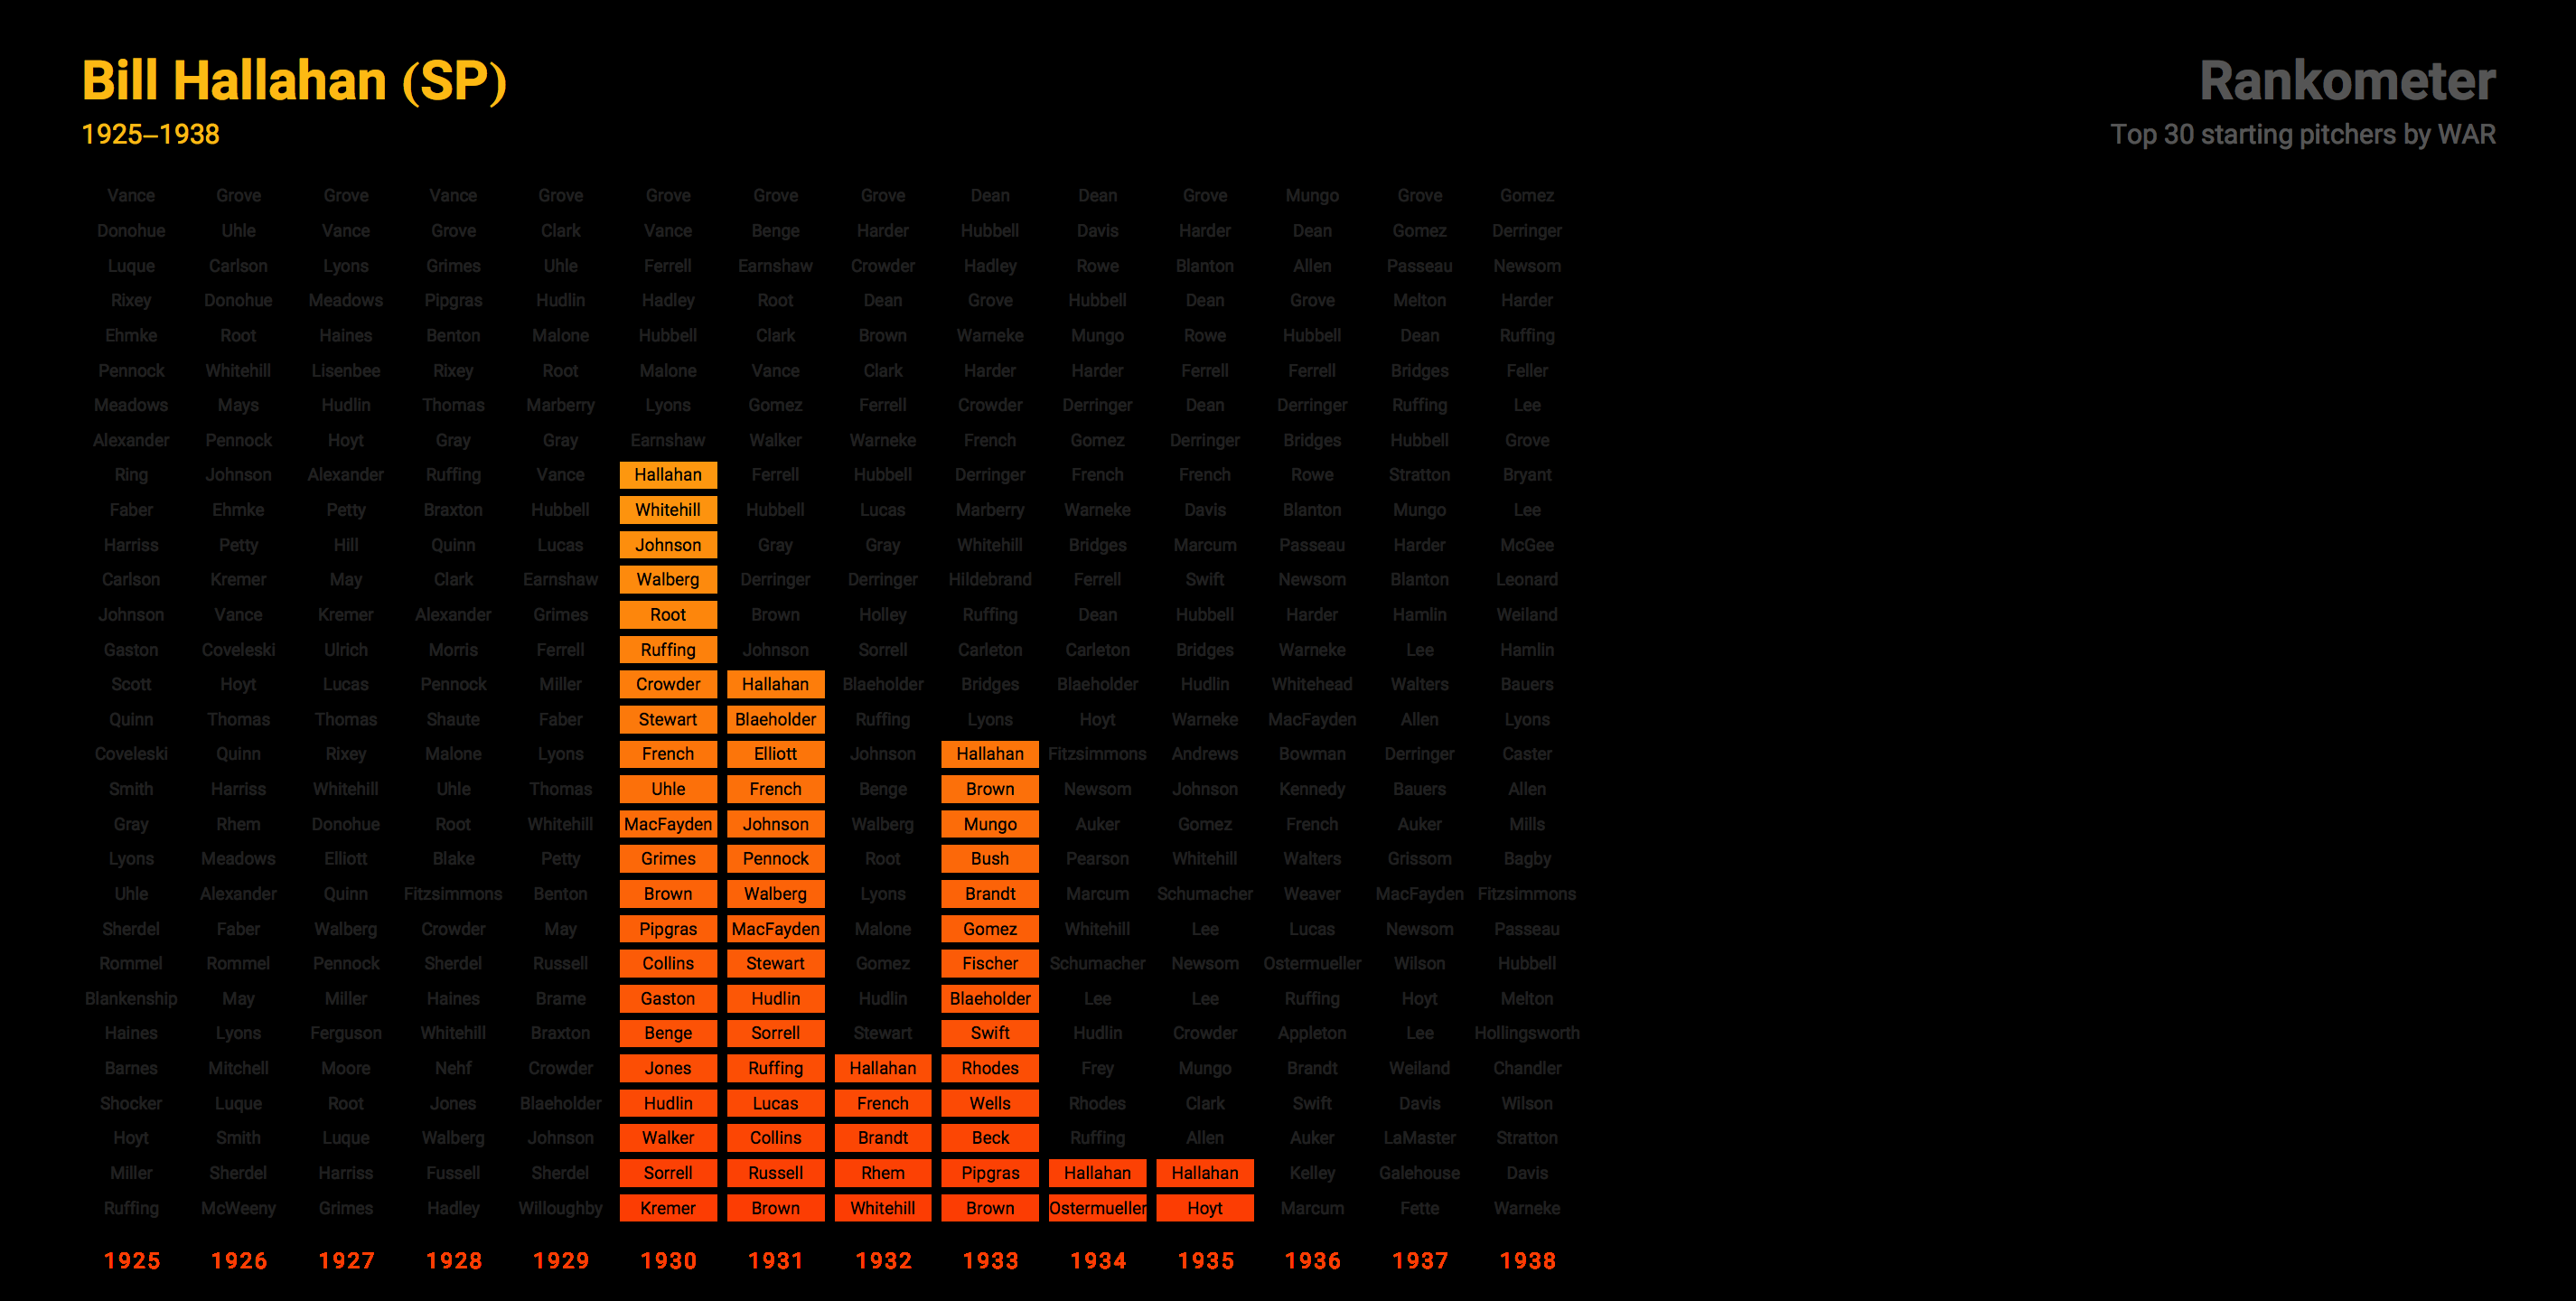 Bill Hallahan (SP)
1925–1938
Rankometer
Top 30 starting pitchers by WAR
Vance Grove Grove Vance Grove Grove Grove Grove Dean Dean Grove Mungo Grove Gomez
Donohue Uhle Vance Grove Clark Vance Benge Harder Hubbell Davis Harder Dean Gomez Derringer
Luque Carlson Lyons Grimes Uhle Ferrell Earnshaw Crowder Hadley Rowe Blanton Allen Passeau Newsom
Rixey Donohue Meadows Pipgras Hudlin Hadley Root Dean Grove Hubbell Dean Grove Melton Harder
Ehmke Root Haines Benton Malone Hubbell Clark Brown Warneke Mungo Rowe Hubbell Dean Ruffing
Pennock Whitehill Lisenbee Rixey Root Malone Vance Clark Harder Harder Ferrell Ferrell Bridges Feller
Meadows Mays Hudlin Thomas Marberry Lyons Gomez Ferrell Crowder Derringer Dean Derringer Ruffing Lee
Alexander Pennock Hoyt Gray Gray Earnshaw Walker Warneke French Gomez Derringer Bridges Hubbell Grove
Ring Johnson Alexander Ruffing Vance Hallahan Ferrell Hubbell Derringer French French Rowe Stratton Bryant
Faber Ehmke Petty Braxton Hubbell Whitehill Hubbell Lucas Marberry Warneke Davis Blanton Mungo Lee
Harriss Petty Hill Quinn Lucas Johnson Gray Gray Whitehill Bridges Marcum Passeau Harder McGee
Carlson Kremer May Clark Earnshaw Walberg Derringer Derringer Hildebrand Ferrell Swift Newsom Blanton Leonard
Johnson Vance Kremer Alexander Grimes Root Brown Holley Ruffing Dean Hubbell Harder Hamlin Weiland
Gaston Coveleski Ulrich Morris Ferrell Ruffing Johnson Sorrell Carleton Carleton Bridges Warneke Lee Hamlin
Scott Hoyt Lucas Pennock Miller Crowder Hallahan Blaeholder Bridges Blaeholder Hudlin Whitehead Walters Bauers
Quinn Thomas Thomas Shaute Faber Stewart Blaeholder Ruffing Lyons Hoyt Warneke MacFayden Allen Lyons
Coveleski Quinn Rixey Malone Lyons French Elliott Johnson Hallahan Fitzsimmons Andrews Bowman Derringer Caster
Smith Harriss Whitehill Uhle Thomas Uhle French Benge Brown Newsom Johnson Kennedy Bauers Allen
Gray Rhem Donohue Root Whitehill MacFayden Johnson Walberg Mungo Auker Gomez French Auker Mills
Lyons Meadows Elliott Blake Petty Grimes Pennock Root Bush Pearson Whitehill Walters Grissom Bagby
Uhle Alexander Quinn Fitzsimmons Benton Brown Walberg Lyons Brandt Marcum Schumacher Weaver MacFayden Fitzsimmons
Sherdel Faber Walberg Crowder May Pipgras MacFayden Malone Gomez Whitehill Lee Lucas Newsom Passeau
Rommel Rommel Pennock Sherdel Russell Collins Stewart Gomez Fischer Schumacher Newsom Ostermueller Wilson Hubbell
Blankenship May Miller Haines Brame Gaston Hudlin Hudlin Blaeholder Lee Lee Ruffing Hoyt Melton
Haines Lyons Ferguson Whitehill Braxton Benge Sorrell Stewart Swift Hudlin Crowder Appleton Lee Hollingsworth
Barnes Mitchell Moore Nehf Crowder Jones Ruffing Hallahan Rhodes Frey Mungo Brandt Weiland Chandler
Shocker Luque Root Jones Blaeholder Hudlin Lucas French Wells Rhodes Clark Swift Davis Wilson
Hoyt Smith Luque Walberg Johnson Walker Collins Brandt Beck Ruffing Allen Auker LaMaster Stratton
Miller Sherdel Harriss Fussell Sherdel Sorrell Russell Rhem Pipgras Hallahan Hallahan Kelley Galehouse Davis
Ruffing McWeeny Grimes Hadley Willoughby Kremer Brown Whitehill Brown Ostermueller Hoyt Marcum Fette Warneke
1925 1926 1927 1928 1929 1930 1931 1932 1933 1934 1935 1936 1937 1938